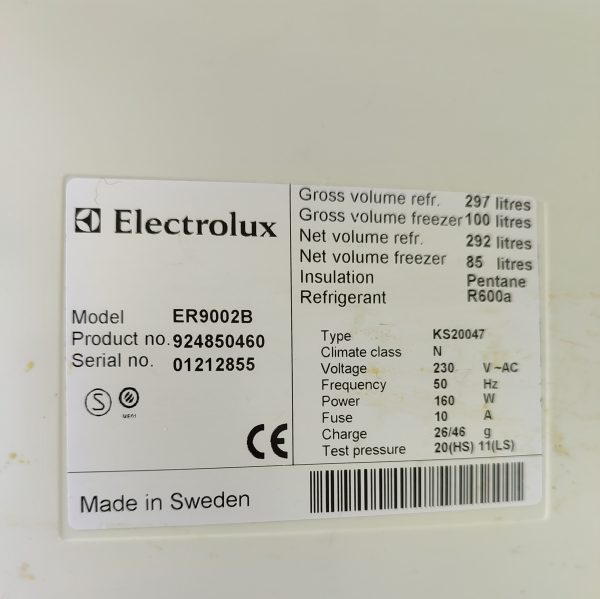 Electrolux
Model ER9002B
Product no. 924850460
Serial no. 01212855
S
CE
Made in Sweden
Gross volume refr. 297 litres
Gross volume freezer 100 litres
Net volume refr. 292 litres
Net volume freezer 85 litres
Insulation Pentane
Refrigerant R600a
Type KS20047
Climate class N
Voltage 230 V ~AC
Frequency 50 Hz
Power 160 W
Fuse 10 A
Charge 26/46 g
Test pressure 20(HS) 11(LS)